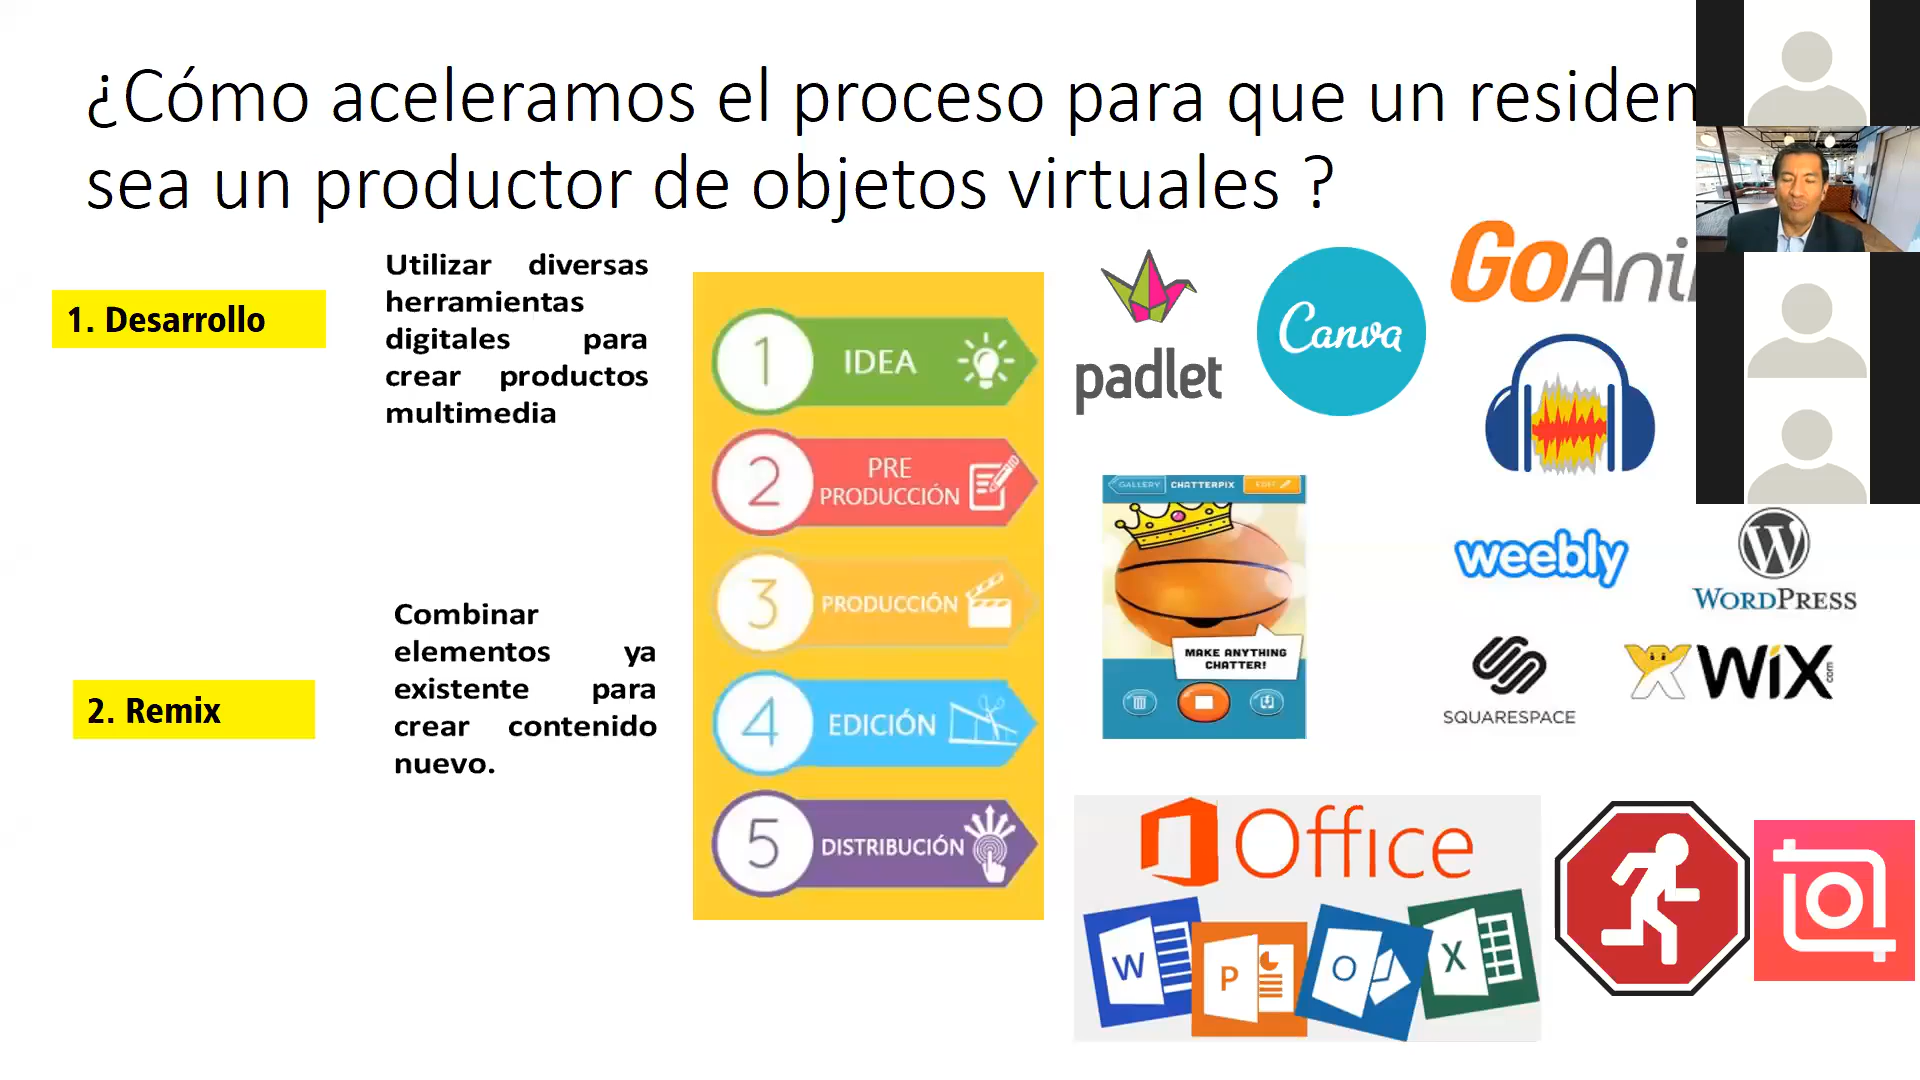 ¿Cómo aceleramos el proceso para que un residen
sea un productor de objetos virtuales ?
1. Desarrollo
Utilizar diversas
herramientas
digitales para
crear productos
multimedia
2. Remix
Combinar
elementos ya
existente para
crear contenido
nuevo.
1 IDEA
2 PRE
PRODUCCIÓN
3 PRODUCCIÓN
4 EDICIÓN
5 DISTRIBUCIÓN
padlet
Canva
GoAni
GALLERY CHATTERPIX EDIT
MAKE ANYTHING
CHATTER!
weebly
W
WORDPRESS
SQUARESPACE
WiX.com
Office
W
P
O
X